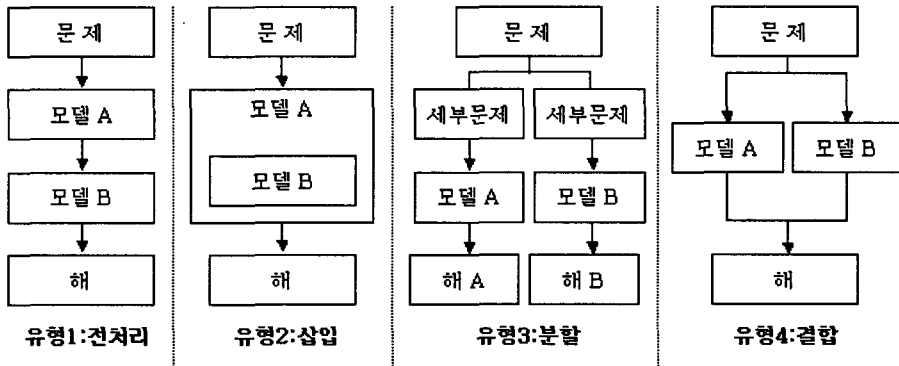 문 제
모델 A
모델 B
해
유형1:전처리
문 제
모델 A
모델 B
해
유형2:삽입
문 제
세부문제 세부문제
모델 A 모델 B
해 A 해 B
유형3:분할
문 제
모델 A 모델 B
해
유형4:결합